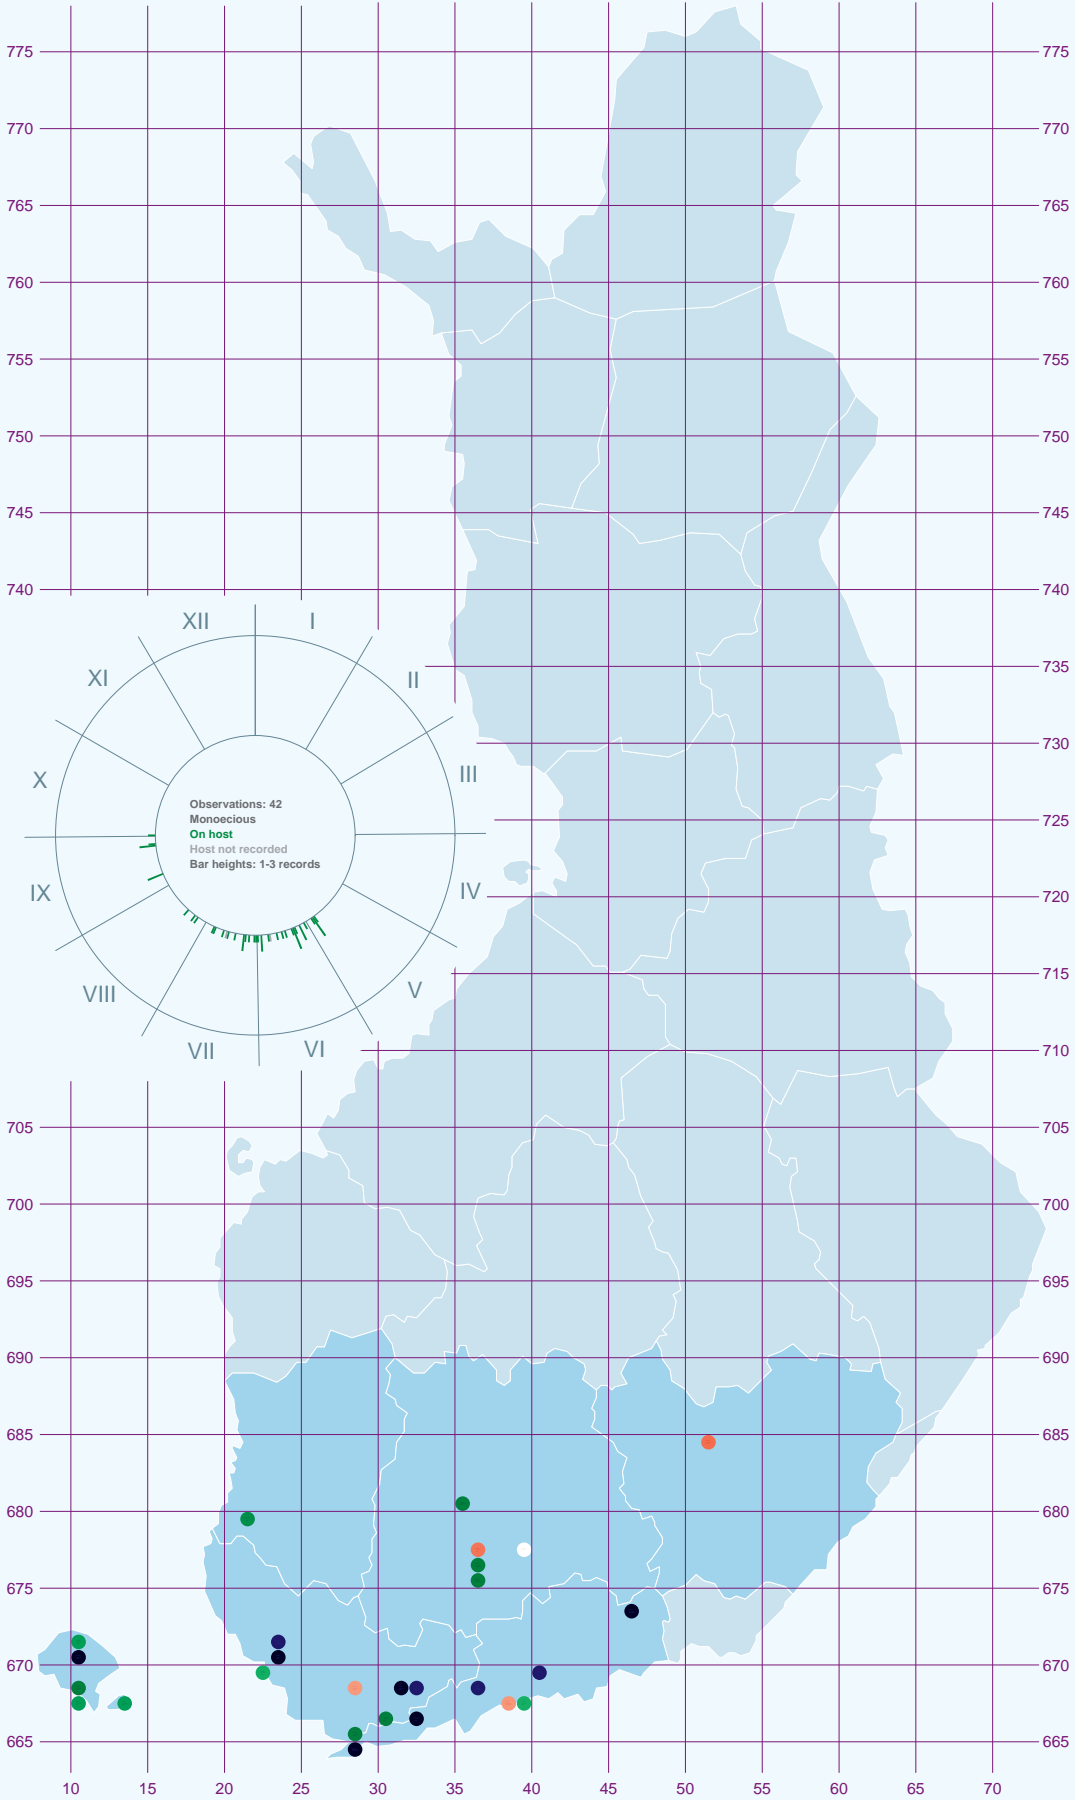 775 775
770 770
765 765
760 760
755 755
750 750
745 745
740 740
XII I
735
XI II
730
X III
Observations: 42
Monoecious
On host
Host not recorded
Bar heights: 1-3 records
725
IX IV
720
VIII V
715
VII VI
710
705 705
700 700
695 695
690 690
685 685
680 680
675 675
670 670
665 665
10 15 20 25 30 35 40 45 50 55 60 65 70